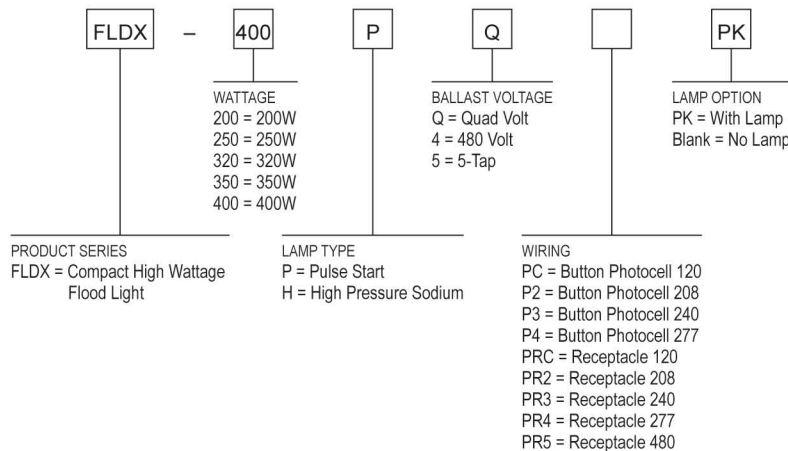 FLDX – 400 P Q PK
WATTAGE
200 = 200W
250 = 250W
320 = 320W
350 = 350W
400 = 400W
BALLAST VOLTAGE
Q = Quad Volt
4 = 480 Volt
5 = 5-Tap
LAMP OPTION
PK = With Lamp
Blank = No Lamp
PRODUCT SERIES
FLDX = Compact High Wattage
Flood Light
LAMP TYPE
P = Pulse Start
H = High Pressure Sodium
WIRING
PC = Button Photocell 120
P2 = Button Photocell 208
P3 = Button Photocell 240
P4 = Button Photocell 277
PRC = Receptacle 120
PR2 = Receptacle 208
PR3 = Receptacle 240
PR4 = Receptacle 277
PR5 = Receptacle 480